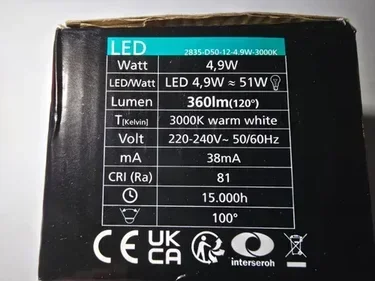 LED 2835-D50-12-4.9W-3000K
Watt 4,9W
LED/Watt LED 4,9W ≈ 51W
Lumen 360lm(120°)
T[Kelvin] 3000K warm white
Volt 220-240V~ 50/60Hz
mA 38mA
CRI (Ra) 81
15.000h
100°
CE UK
CA interseroh